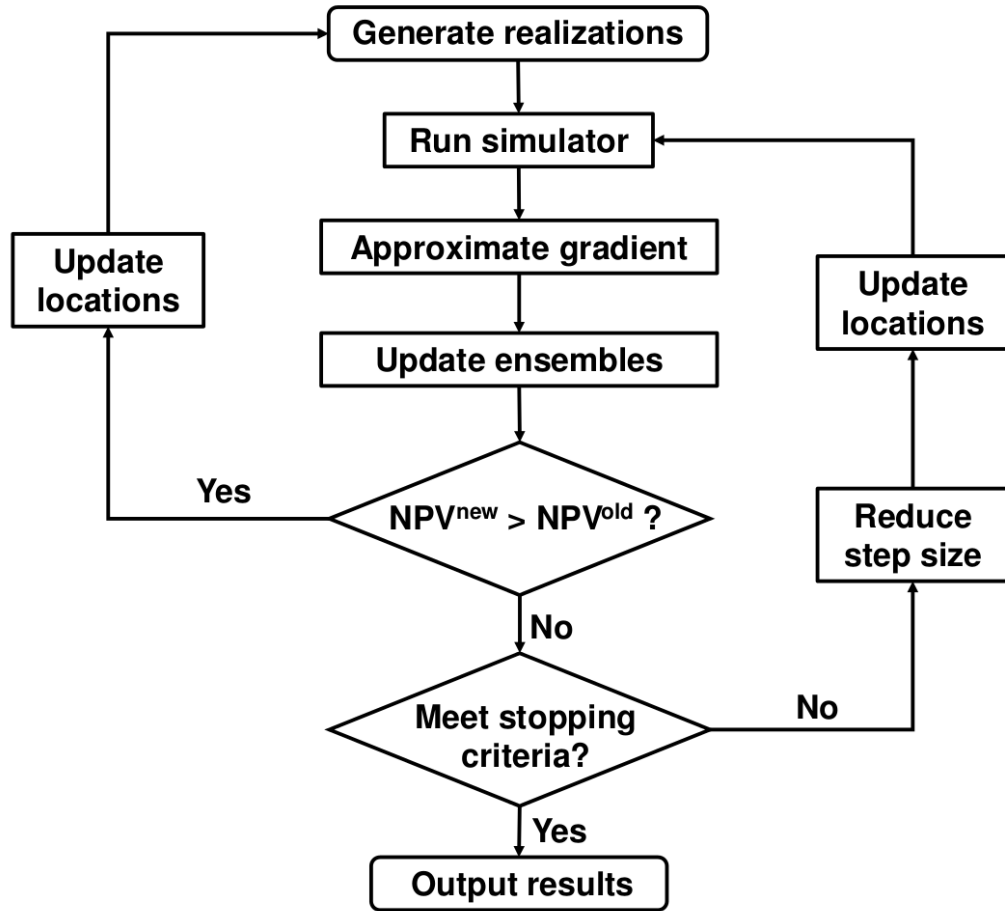 Generate realizations
Run simulator
Approximate gradient
Update
locations
Update
locations
Update ensembles
Yes
NPVnew > NPVold ?
Reduce
step size
No
Meet stopping
criteria?
No
Yes
Output results